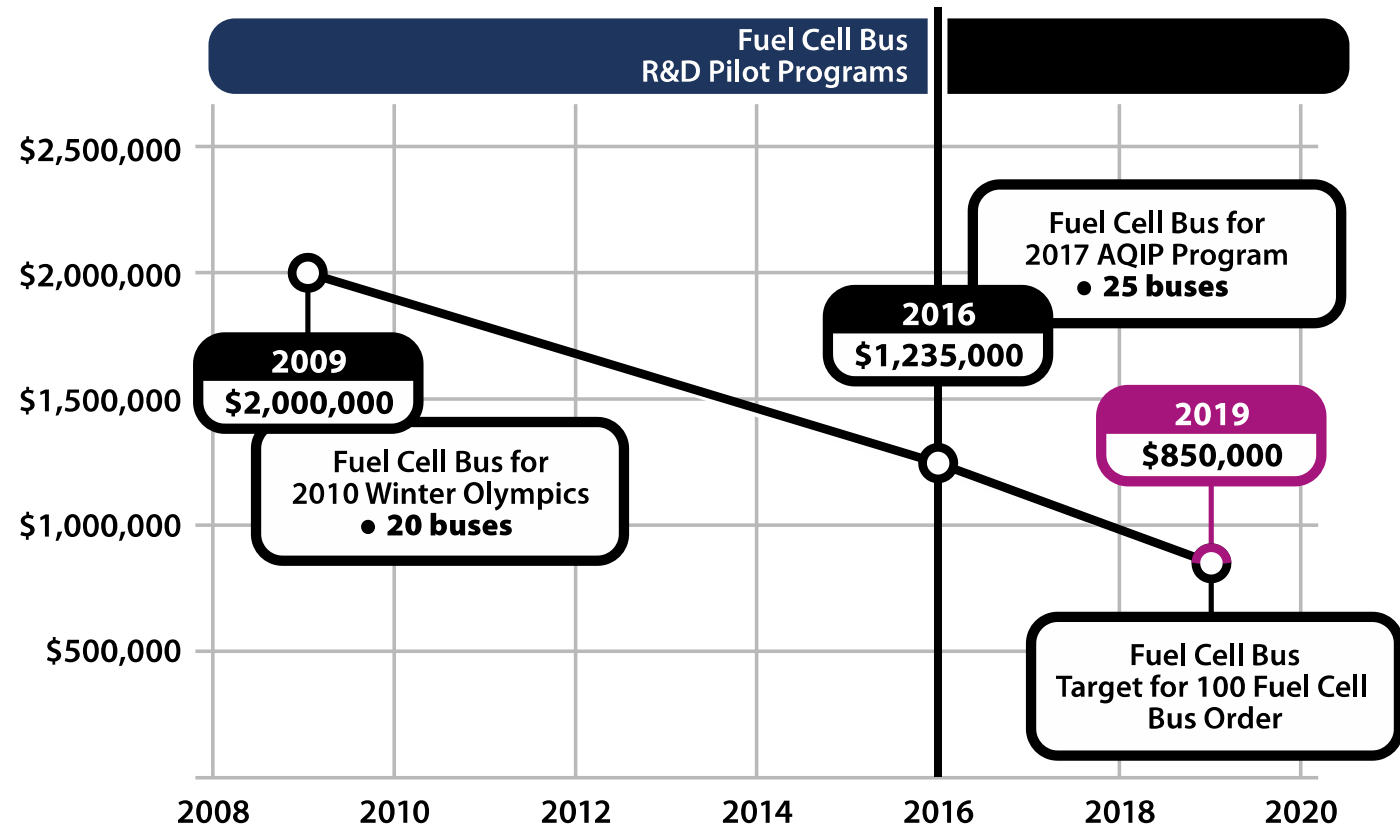 Fuel Cell Bus
R&D Pilot Programs
$2,500,000
$2,000,000
$1,500,000
$1,000,000
$500,000
2009
$2,000,000
Fuel Cell Bus for
2010 Winter Olympics
• 20 buses
2016
$1,235,000
Fuel Cell Bus for
2017 AQIP Program
• 25 buses
2019
$850,000
Fuel Cell Bus
Target for 100 Fuel Cell
Bus Order
2008 2010 2012 2014 2016 2018 2020